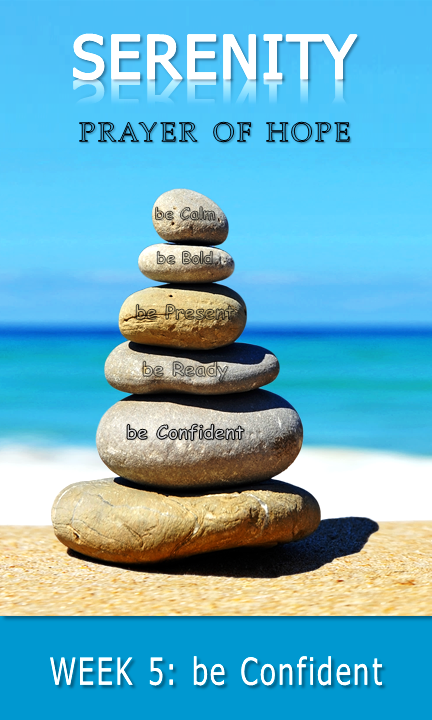 SERENITY
PRAYER OF HOPE
be Calm
be Bold
be Present
be Ready
be Confident
WEEK 5: be Confident